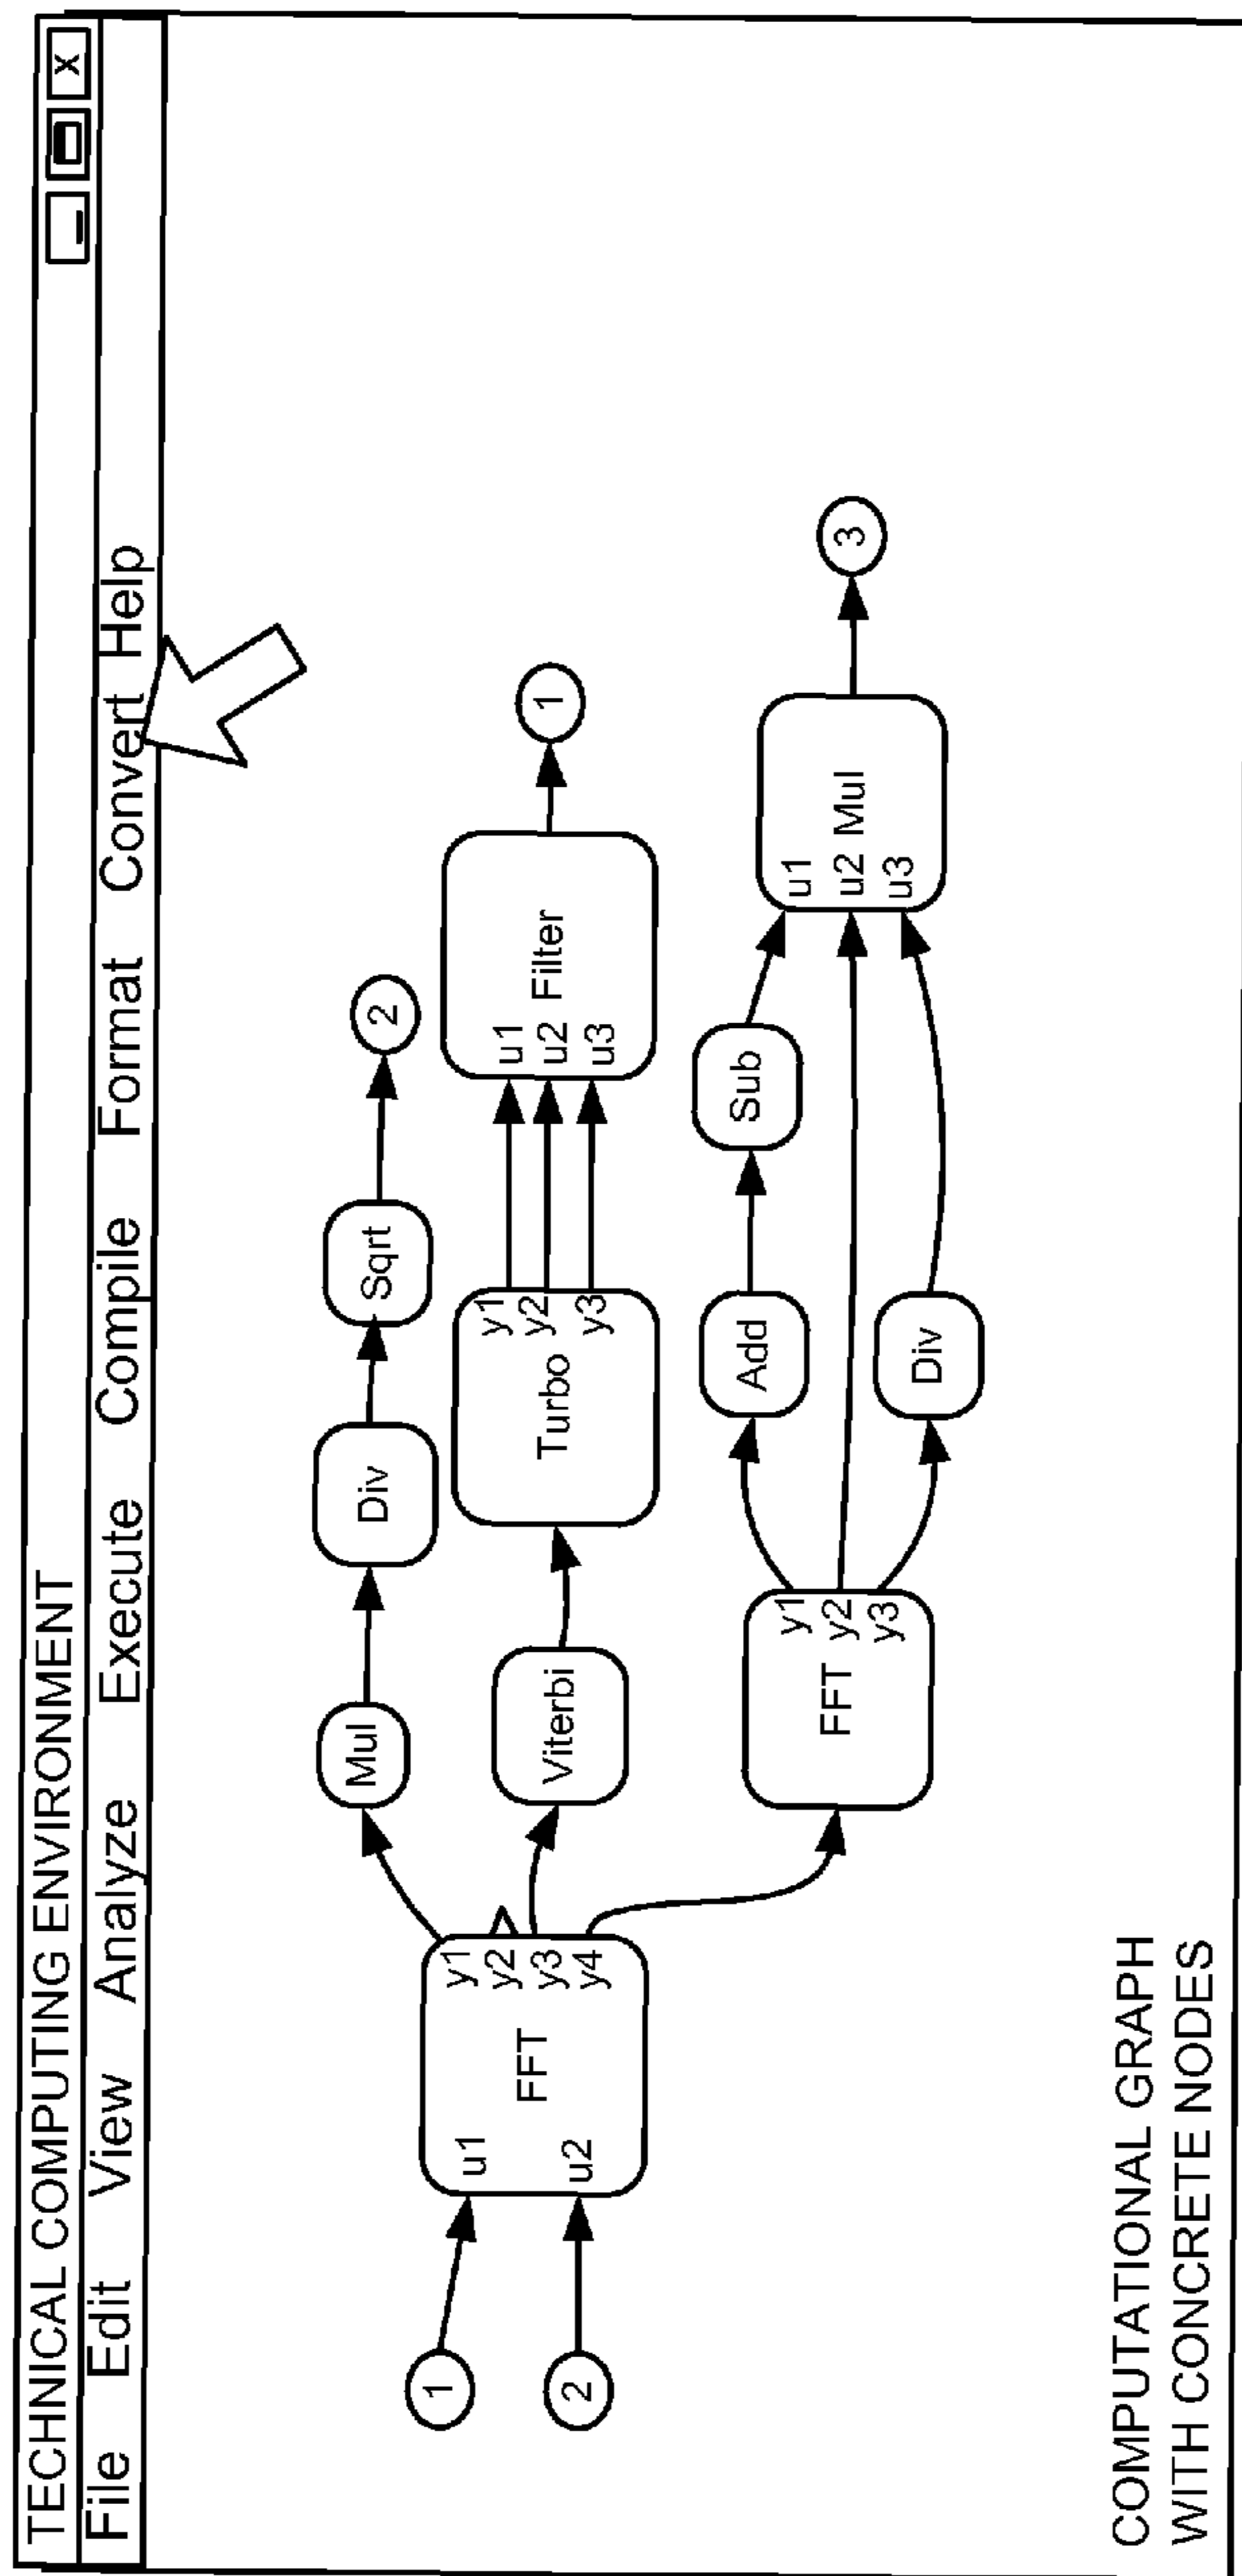 TECHNICAL COMPUTING ENVIRONMENT
X
File Edit View Analyze Execute Compile Format Convert Help
Mul
Div
Sqrt
2
1
2
u1
u2
FFT
y1
y2
y3
y4
Viterbi
Turbo
y1
y2
y3
u1
u2
u3
Filter
1
FFT
y1
y2
y3
Add
Sub
Div
u1
u2
u3
Mul
3
COMPUTATIONAL GRAPH
WITH CONCRETE NODES